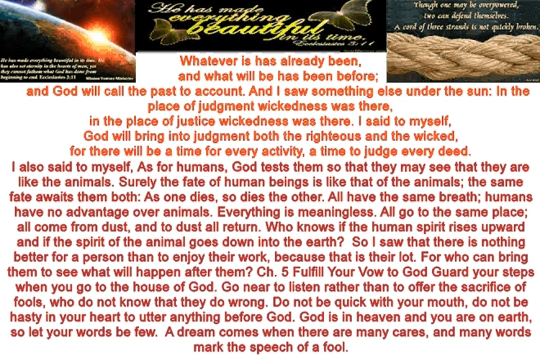 He has made everything beautiful in its time. He
has also set eternity in the hearts of men; yet
they cannot fathom what God has done from
beginning to end. Ecclesiastes 3:11
He has made
everything
beautiful
in its time.
Ecclesiastes 3:11
Though one may be overpowered,
two can defend themselves.
A cord of three strands is not quickly broken.
Whatever is has already been,
and what will be has been before;
and God will call the past to account. And I saw something else under the sun: In the
place of judgment wickedness was there,
in the place of justice wickedness was there. I said to myself,
God will bring into judgment both the righteous and the wicked,
for there will be a time for every activity, a time to judge every deed.
I also said to myself, As for humans, God tests them so that they may see that they are
like the animals. Surely the fate of human beings is like that of the animals; the same
fate awaits them both: As one dies, so dies the other. All have the same breath; humans
have no advantage over animals. Everything is meaningless. All go to the same place;
all come from dust, and to dust all return. Who knows if the human spirit rises upward
and if the spirit of the animal goes down into the earth? So I saw that there is nothing
better for a person than to enjoy their work, because that is their lot. For who can bring
them to see what will happen after them? Ch. 5 Fulfill Your Vow to God Guard your steps
when you go to the house of God. Go near to listen rather than to offer the sacrifice of
fools, who do not know that they do wrong. Do not be quick with your mouth, do not be
hasty in your heart to utter anything before God. God is in heaven and you are on earth,
so let your words be few. A dream comes when there are many cares, and many words
mark the speech of a fool.